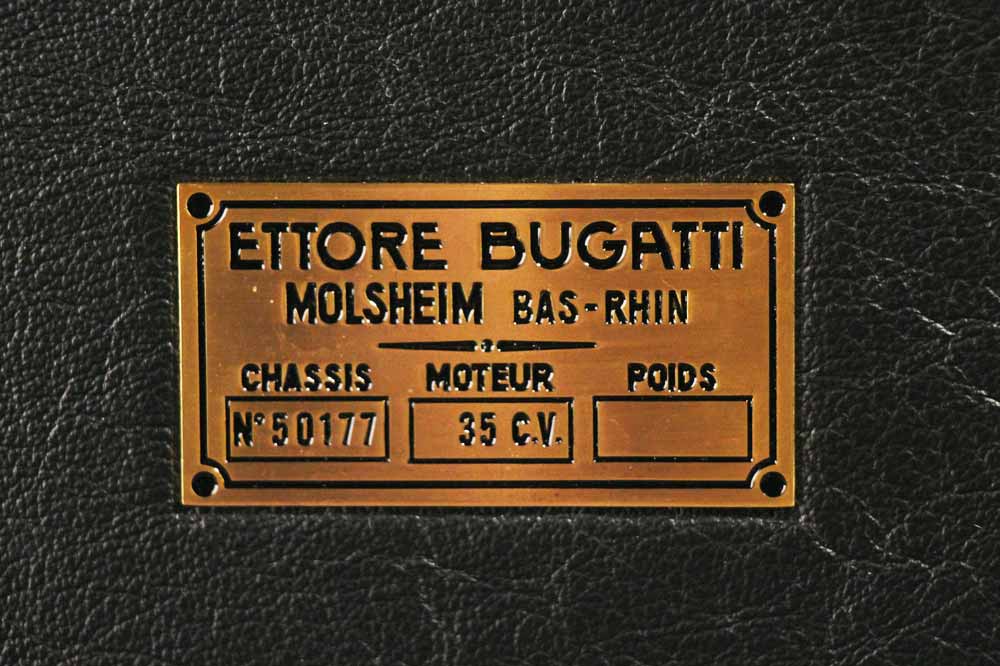 ETTORE BUGATTI
MOLSHEIM BAS-RHIN
CHASSIS MOTEUR POIDS
N° 50177 35 C.V.